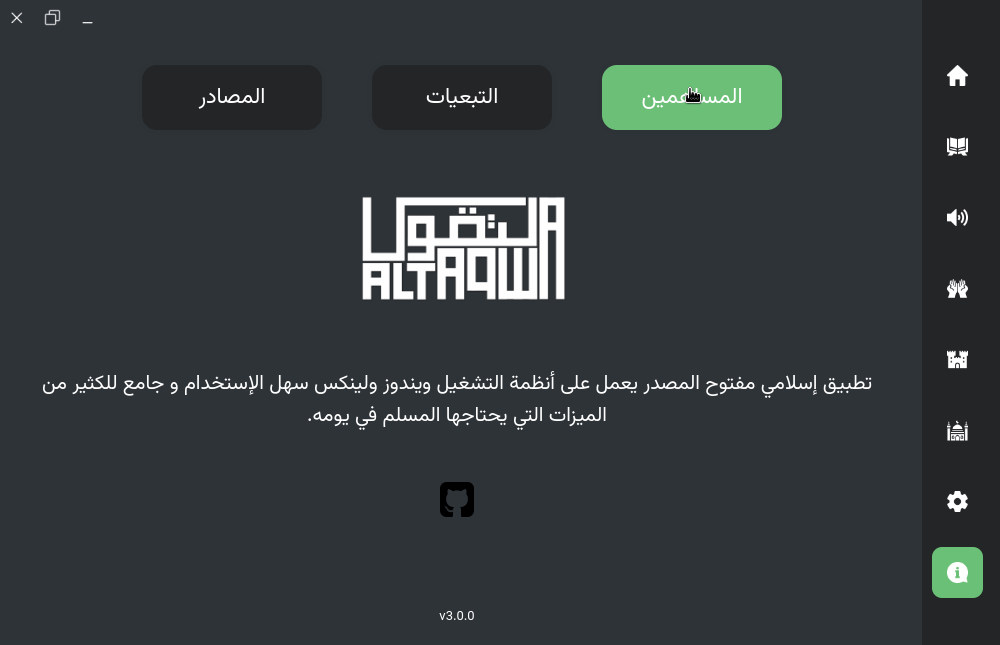 المساهمين
التبعيات
المصادر
التقوى
ALTAQWA
تطبيق إسلامي مفتوح المصدر يعمل على أنظمة التشغيل ويندوز ولينكس سهل الإستخدام و جامع للكثير من
الميزات التي يحتاجها المسلم في يومه.
v3.0.0